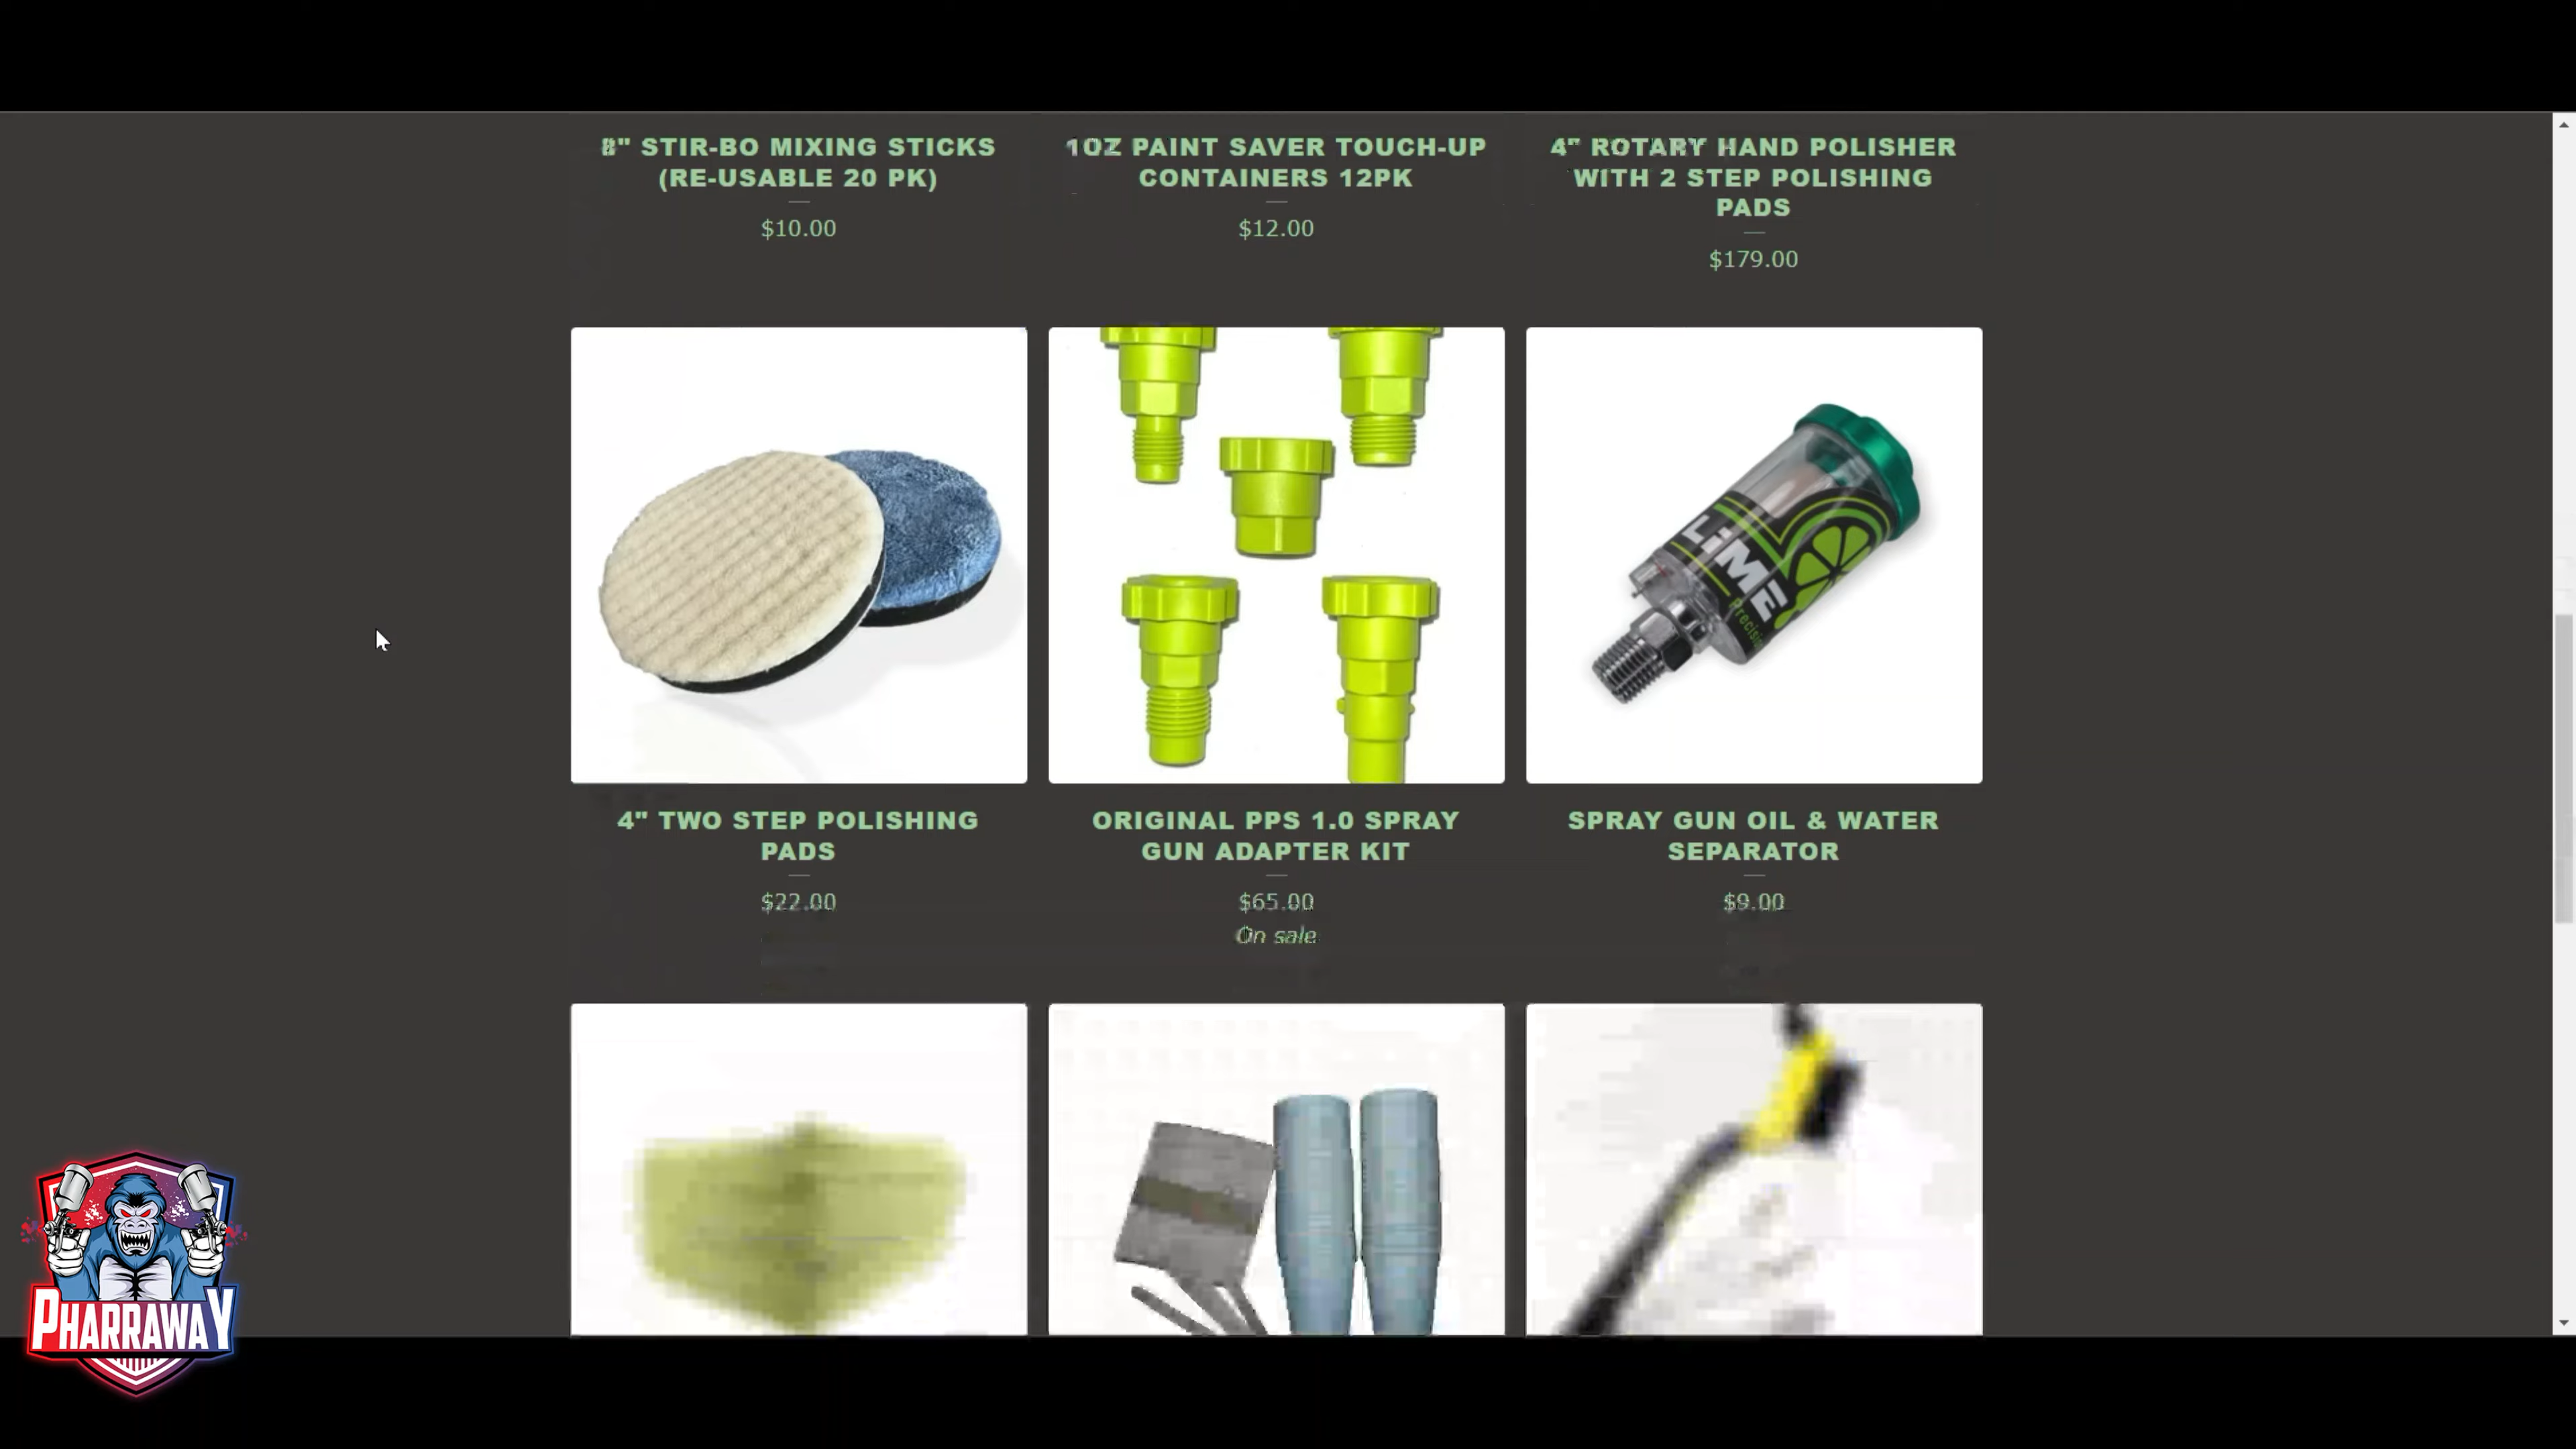 8" STIR-BO MIXING STICKS
(RE-USABLE 20 PK)
$10.00
1OZ PAINT SAVER TOUCH-UP
CONTAINERS 12PK
$12.00
4" ROTARY HAND POLISHER
WITH 2 STEP POLISHING
PADS
$179.00
LiME
Precision
4" TWO STEP POLISHING
PADS
$22.00
ORIGINAL PPS 1.0 SPRAY
GUN ADAPTER KIT
$65.00
On sale
SPRAY GUN OIL & WATER
SEPARATOR
$9.00
PHARRAWAY